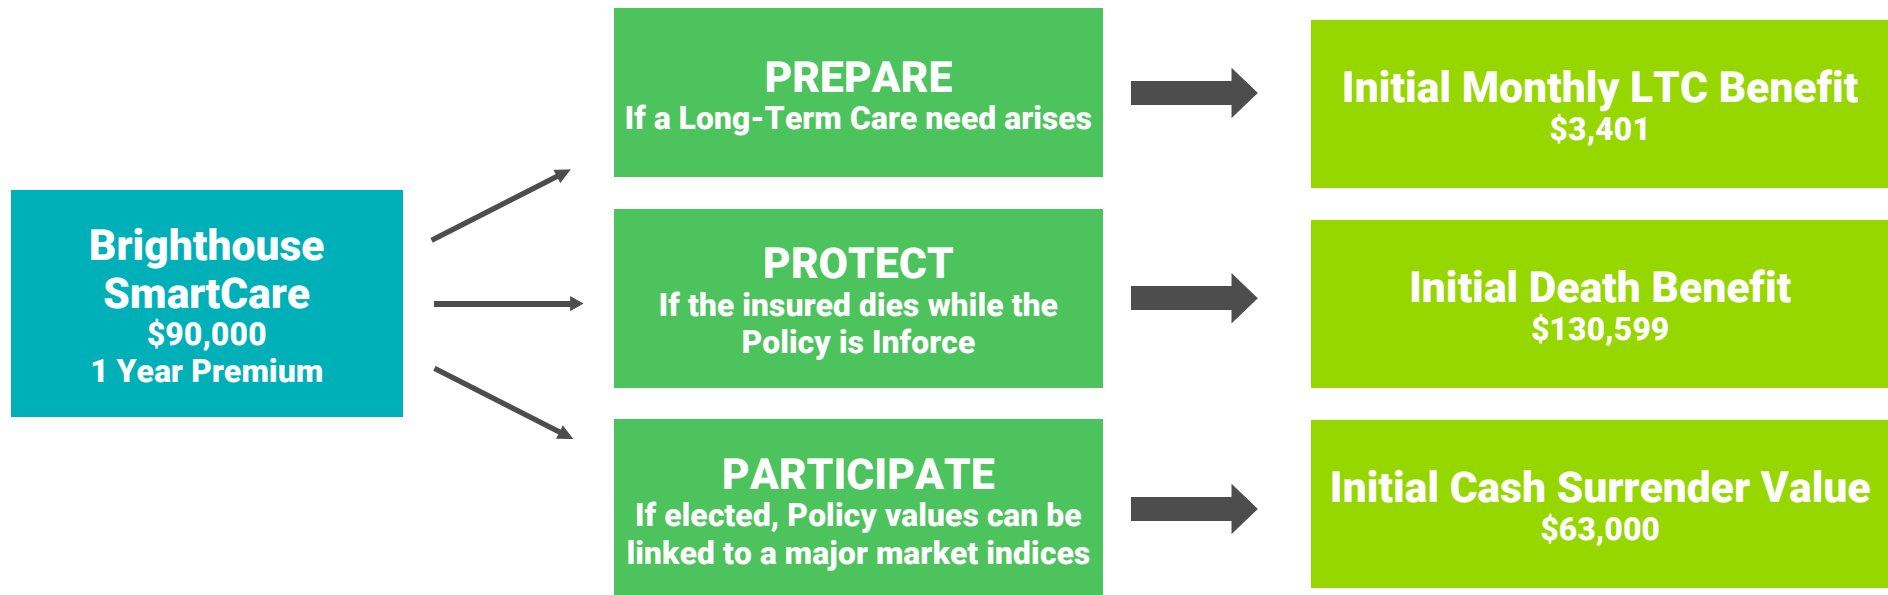 Brighthouse
SmartCare
$90,000
1 Year Premium
PREPARE
If a Long-Term Care need arises
Initial Monthly LTC Benefit
$3,401
PROTECT
If the insured dies while the
Policy is Inforce
Initial Death Benefit
$130,599
PARTICIPATE
If elected, Policy values can be
linked to a major market indices
Initial Cash Surrender Value
$63,000